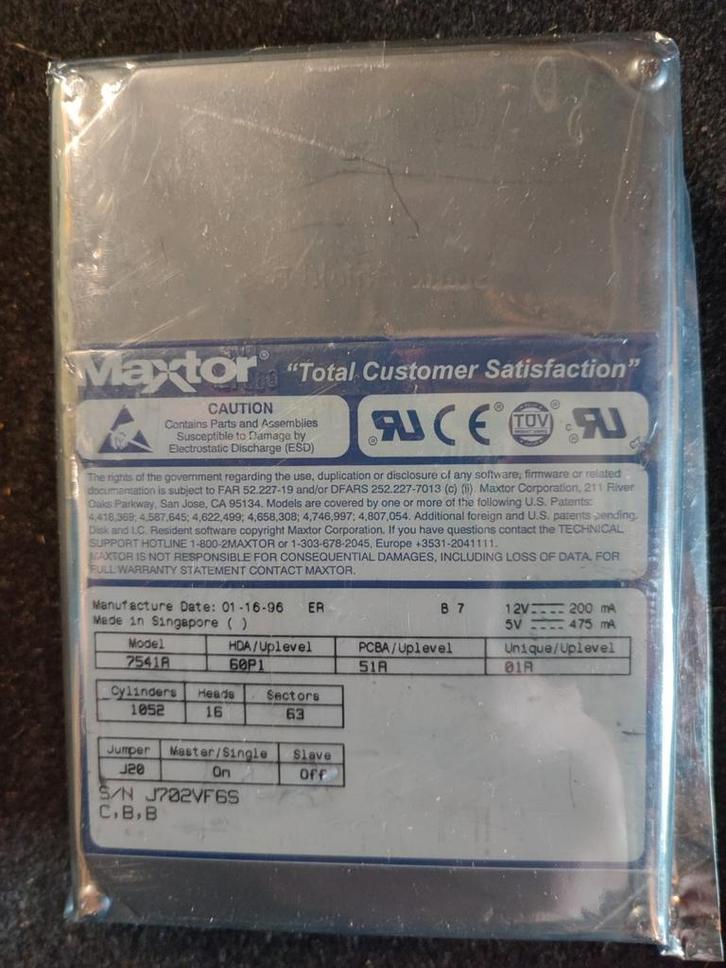 Maxtor® "Total Customer Satisfaction"
CAUTION
Contains Parts and Assemblies
Susceptible to Damage by
Electrostatic Discharge (ESD)
CE TÜV
The rights of the government regarding the use, duplication or disclosure of any software, firmware or related
documentation is subject to FAR 52.227-19 and/or DFARS 252.227-7013 (c) (ii). Maxtor Corporation, 211 River
Oaks Parkway, San Jose, CA 95134. Models are covered by one or more of the following U.S. Patents:
4,418,369; 4,587,645; 4,622,499; 4,658,308; 4,746,997; 4,807,054. Additional foreign and U.S. patents pending.
Disk and I.C. Resident software copyright Maxtor Corporation. If you have questions contact the TECHNICAL
SUPPORT HOTLINE 1-800-2MAXTOR or 1-303-678-2045, Europe +3531-2041111.
MAXTOR IS NOT RESPONSIBLE FOR CONSEQUENTIAL DAMAGES, INCLUDING LOSS OF DATA. FOR
FULL WARRANTY STATEMENT CONTACT MAXTOR.
Manufacture Date: 01-16-96 ER B 7 12V 200 mA
Made in Singapore ( ) 5V 475 mA
Model HDA/Uplevel PCBA/Uplevel Unique/Uplevel
7541A 60P1 51A 01A
Cylinders Heads Sectors
1052 16 63
Jumper Master/Single Slave
J20 On Off
S/N J702VF6S
C,B,B